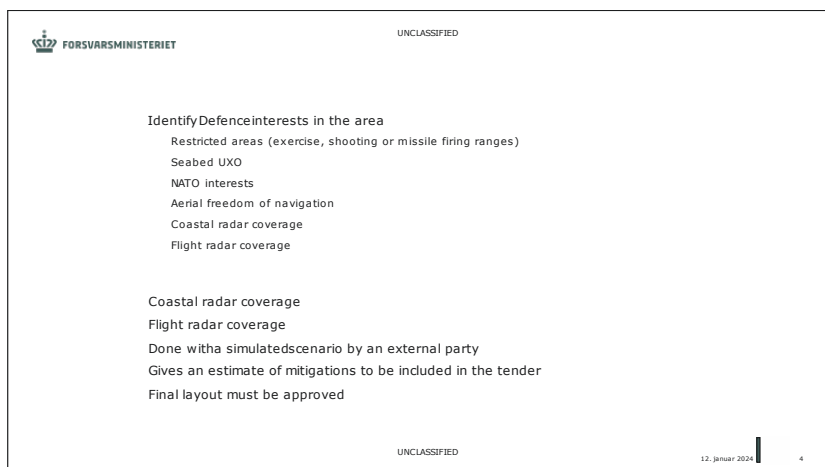 UNCLASSIFIED
FORSVARSMINISTERIET
Identify Defence interests in the area
Restricted areas (exercise, shooting or missile firing ranges)
Seabed UXO
NATO interests
Aerial freedom of navigation
Coastal radar coverage
Flight radar coverage
Coastal radar coverage
Flight radar coverage
Done witha simulatedscenario by an external party
Gives an estimate of mitigations to be included in the tender
Final layout must be approved
UNCLASSIFIED
12. januar 2024
4